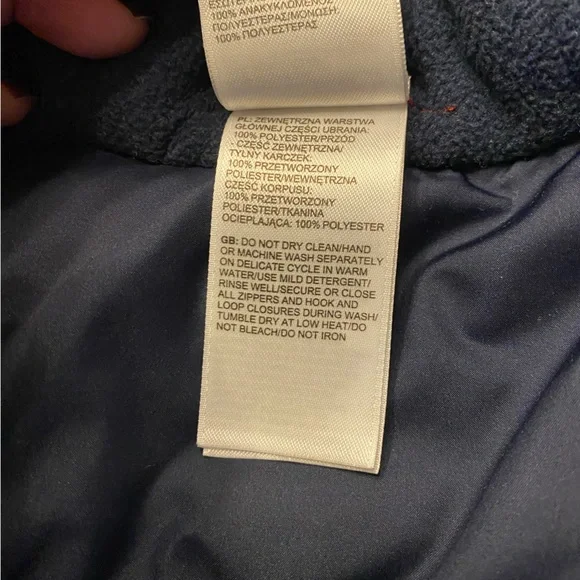 100% ΑΝΑΚΥΚΛΩΜΕΝΟΣ
ΠΟΛΥΕΣΤΕΡΑΣ/ΜΟΝΩΣΗ:
100% ΠΟΛΥΕΣΤΕΡΑΣ
PL: ZEWNĘTRZNA WARSTWA
GŁÓWNEJ CZĘŚCI UBRANIA:
100% POLYESTER/PRZÓD
- CZĘŚĆ ZEWNĘTRZNA/
TYLNY KARCZEK:
100% PRZETWORZONY
POLIESTER/WEWNĘTRZNA
CZĘŚĆ KORPUSU:
100% PRZETWORZONY
POLIESTER/TKANINA
OCIEPLAJĄCA: 100% POLYESTER
GB: DO NOT DRY CLEAN/HAND
OR MACHINE WASH SEPARATELY
ON DELICATE CYCLE IN WARM
WATER/USE MILD DETERGENT/
RINSE WELL/SECURE OR CLOSE
ALL ZIPPERS AND HOOK AND
LOOP CLOSURES DURING WASH/
TUMBLE DRY AT LOW HEAT/DO
NOT BLEACH/DO NOT IRON